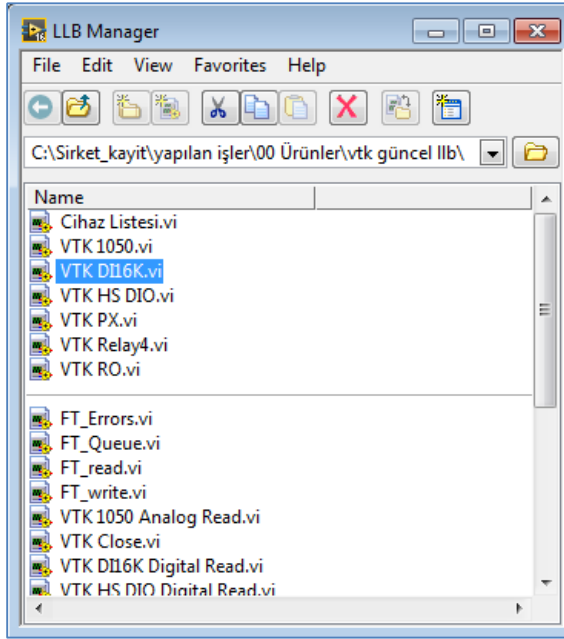 LLB Manager
File Edit View Favorites Help
C:\Sirket_kayit\yapılan işler\00 Ürünler\vtk güncel llb\
Name
Cihaz Listesi.vi
VTK 1050.vi
VTK DI16K.vi
VTK HS DIO.vi
VTK PX.vi
VTK Relay4.vi
VTK RO.vi
FT_Errors.vi
FT_Queue.vi
FT_read.vi
FT_write.vi
VTK 1050 Analog Read.vi
VTK Close.vi
VTK DI16K Digital Read.vi
VTK HS DIO Digital Read.vi